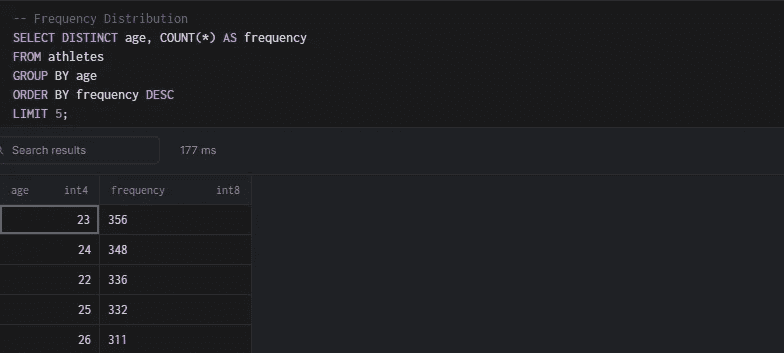 -- Frequency Distribution
SELECT DISTINCT age, COUNT(*) AS frequency
FROM athletes
GROUP BY age
ORDER BY frequency DESC
LIMIT 5;
Search results 177 ms
age int4 frequency int8
23 356
24 348
22 336
25 332
26 311